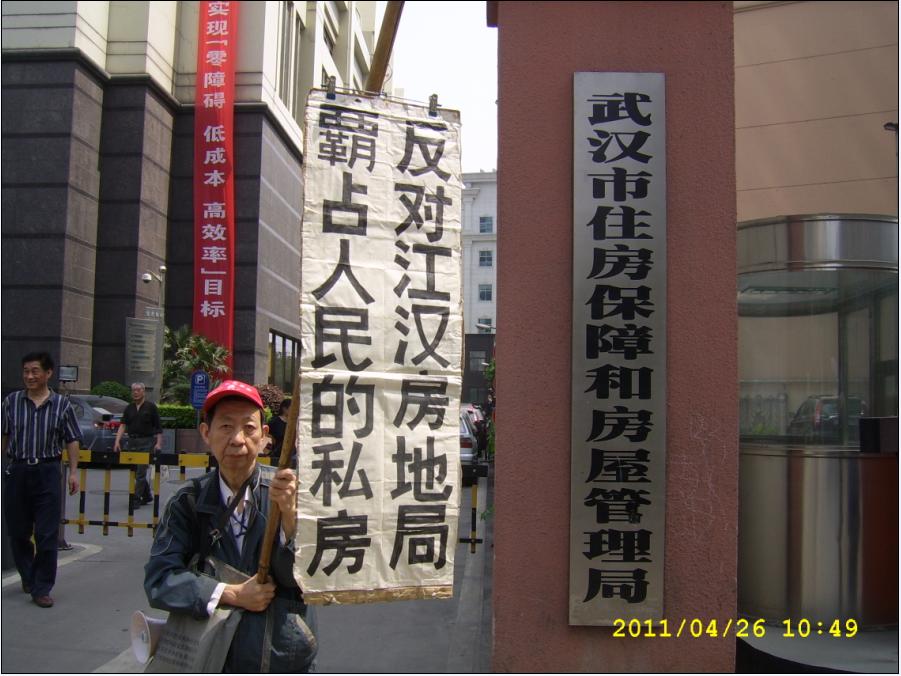 实现“零障碍 低成本 高效率”目标
反对江汉房地局
霸占人民的私房
武汉市住房保障和房屋管理局
P
2011/04/26 10:49